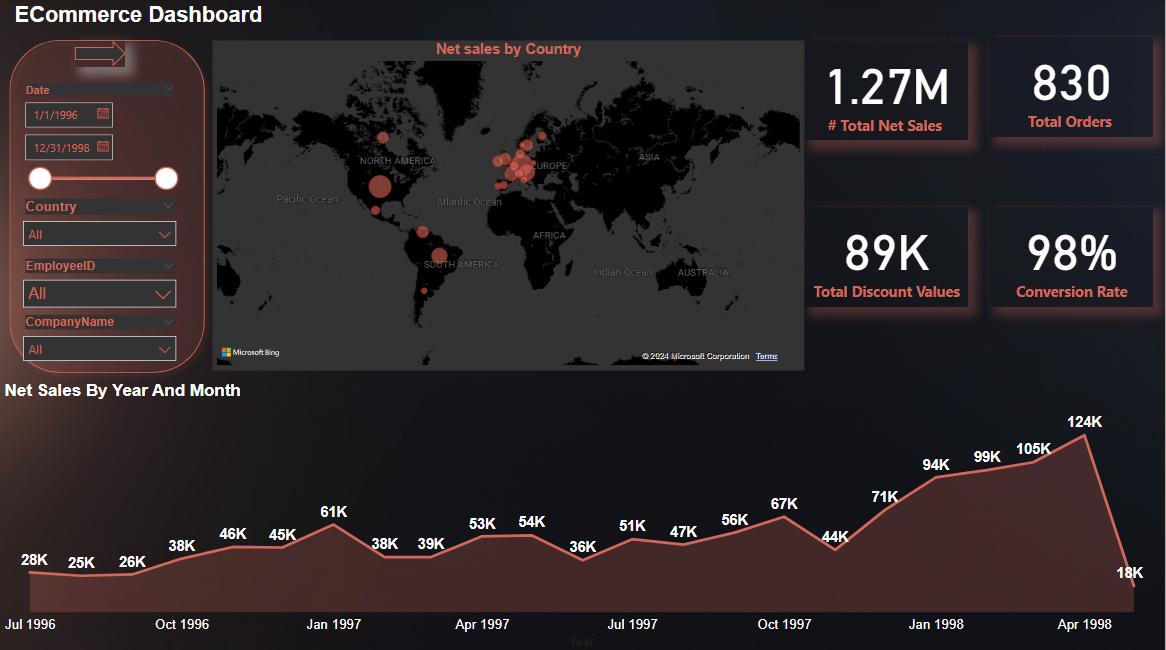 ECommerce Dashboard
Date
1/1/1996
12/31/1998
Country
All
EmployeeID
All
CompanyName
All
Net sales by Country
NORTH AMERICA
EUROPE
ASIA
Pacific Ocean
Atlantic Ocean
AFRICA
SOUTH AMERICA
Indian Ocean
AUSTRALIA
Microsoft Bing
© 2024 Microsoft Corporation Terms
1.27M
# Total Net Sales
830
Total Orders
89K
Total Discount Values
98%
Conversion Rate
Net Sales By Year And Month
28K 25K 26K 38K 46K 45K 61K 38K 39K 53K 54K 36K 51K 47K 56K 67K 44K 71K 94K 99K 105K 124K 18K
Jul 1996 Oct 1996 Jan 1997 Apr 1997 Jul 1997 Oct 1997 Jan 1998 Apr 1998
Year